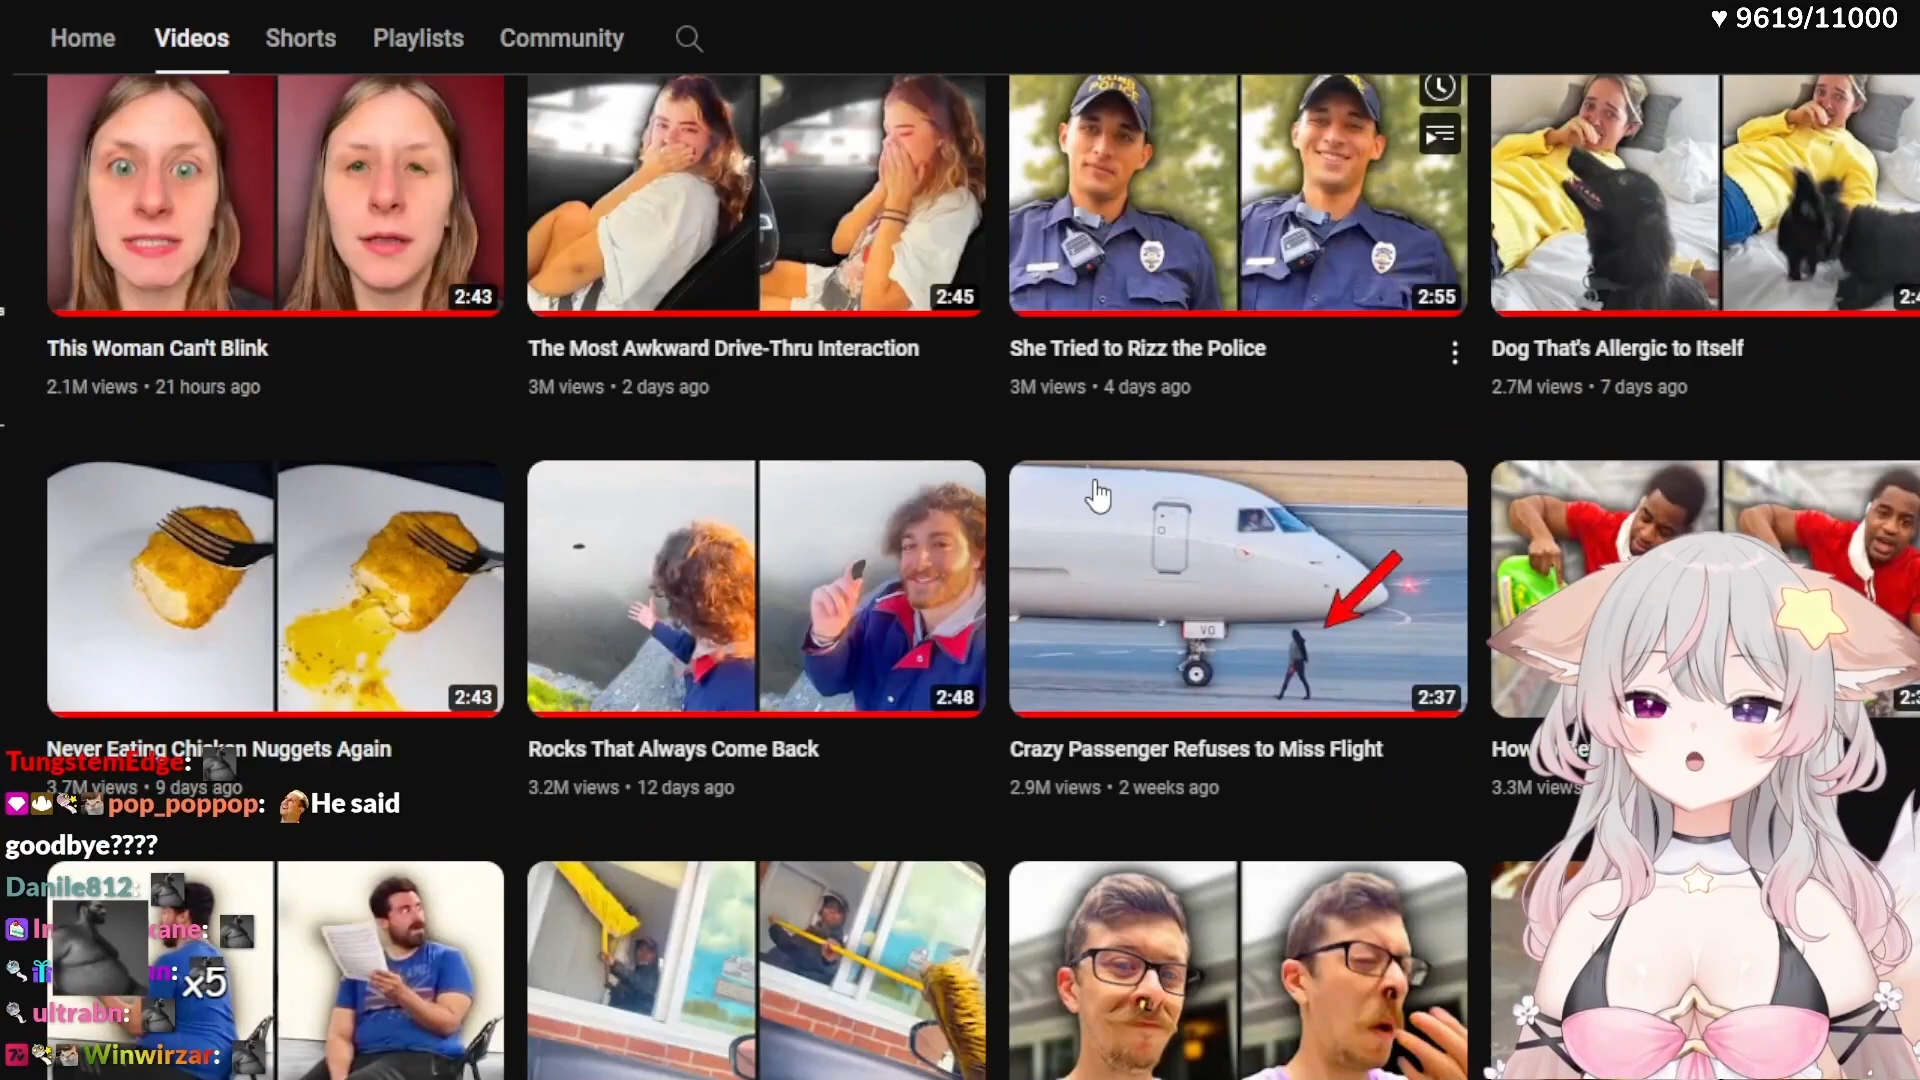 Home Videos Shorts Playlists Community
♥ 9619/11000
POLICE
2:43
2:45
2:55
This Woman Can't Blink
2.1M views • 21 hours ago
The Most Awkward Drive-Thru Interaction
3M views • 2 days ago
She Tried to Rizz the Police
3M views • 4 days ago
Dog That's Allergic to Itself
2.7M views • 7 days ago
VO
2:43
2:48
2:37
Never Eating Chicken Nuggets Again
3.7M views • 9 days ago
Rocks That Always Come Back
3.2M views • 12 days ago
Crazy Passenger Refuses to Miss Flight
2.9M views • 2 weeks ago
How
3.3M views
TungstemEdge:
pop_poppop: He said
goodbye????
Danile812:
cane:
x5
ultrabn:
Winwirzar: